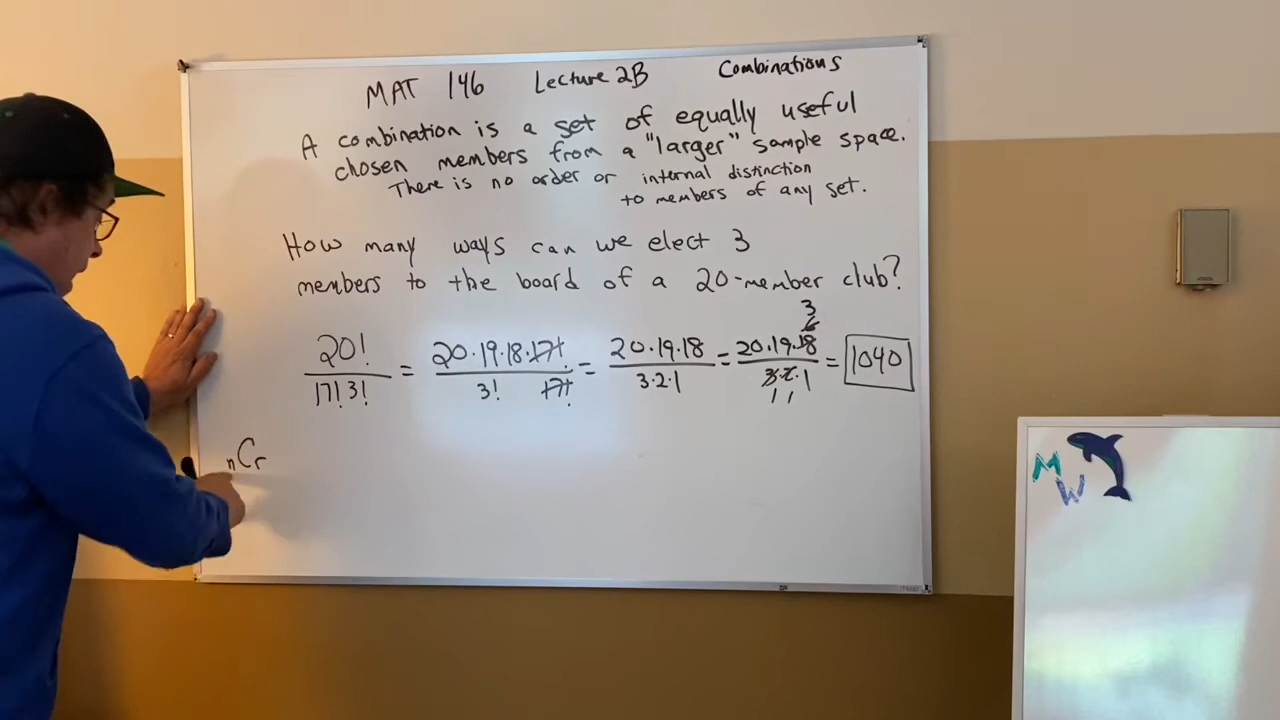 MAT 146 Lecture 2B Combinations
A combination is a set of equally useful
chosen members from a "larger" sample space.
There is no order or internal distinction
to members of any set.
How many ways can we elect 3
members to the board of a 20-member club?
20!/17!3! = 20·19·18·17!/3! 17! = 20·19·18/3·2·1 = 20·19·18/3·2·1 = 1040
3
6
1 1
nCr
M
W